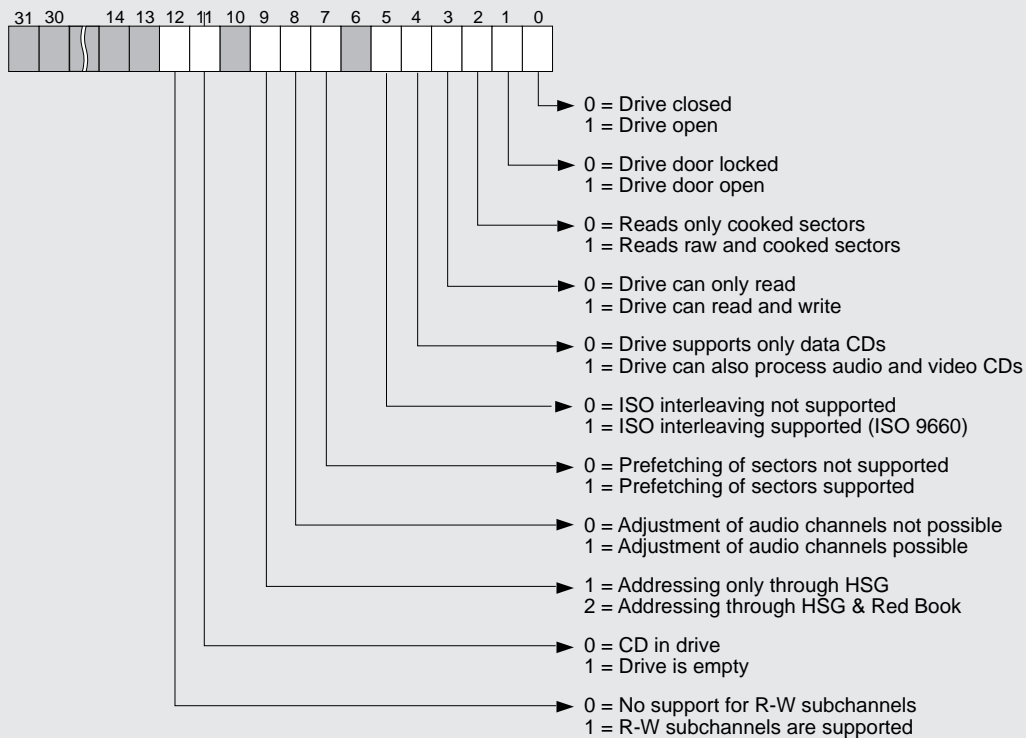 31 30 14 13 12 11 10 9 8 7 6 5 4 3 2 1 0
0 = Drive closed
1 = Drive open
0 = Drive door locked
1 = Drive door open
0 = Reads only cooked sectors
1 = Reads raw and cooked sectors
0 = Drive can only read
1 = Drive can read and write
0 = Drive supports only data CDs
1 = Drive can also process audio and video CDs
0 = ISO interleaving not supported
1 = ISO interleaving supported (ISO 9660)
0 = Prefetching of sectors not supported
1 = Prefetching of sectors supported
0 = Adjustment of audio channels not possible
1 = Adjustment of audio channels possible
1 = Addressing only through HSG
2 = Addressing through HSG & Red Book
0 = CD in drive
1 = Drive is empty
0 = No support for R-W subchannels
1 = R-W subchannels are supported